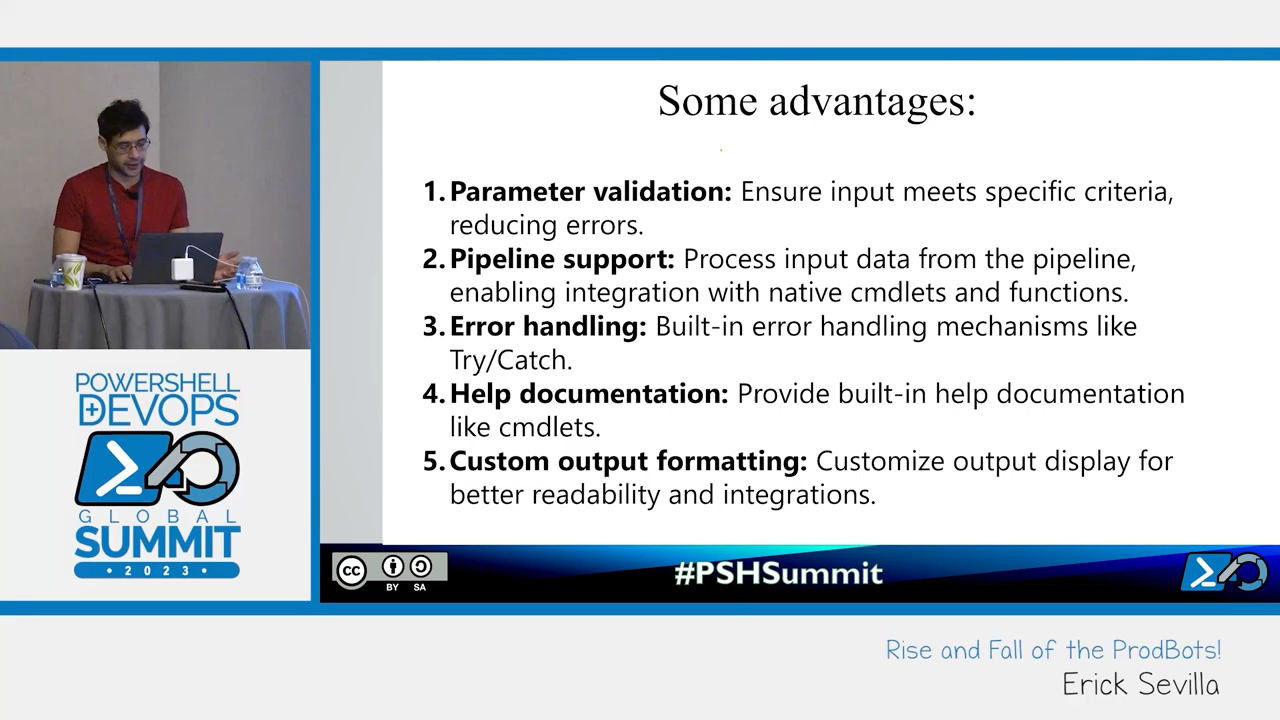 Some advantages:
1. Parameter validation: Ensure input meets specific criteria,
reducing errors.
2. Pipeline support: Process input data from the pipeline,
enabling integration with native cmdlets and functions.
3. Error handling: Built-in error handling mechanisms like
Try/Catch.
4. Help documentation: Provide built-in help documentation
like cmdlets.
5. Custom output formatting: Customize output display for
better readability and integrations.
POWERSHELL
+DEVOPS
GLOBAL
SUMMIT
• 2023 •
cc
BY SA
#PSHSummit
Rise and Fall of the ProdBots!
Erick Sevilla